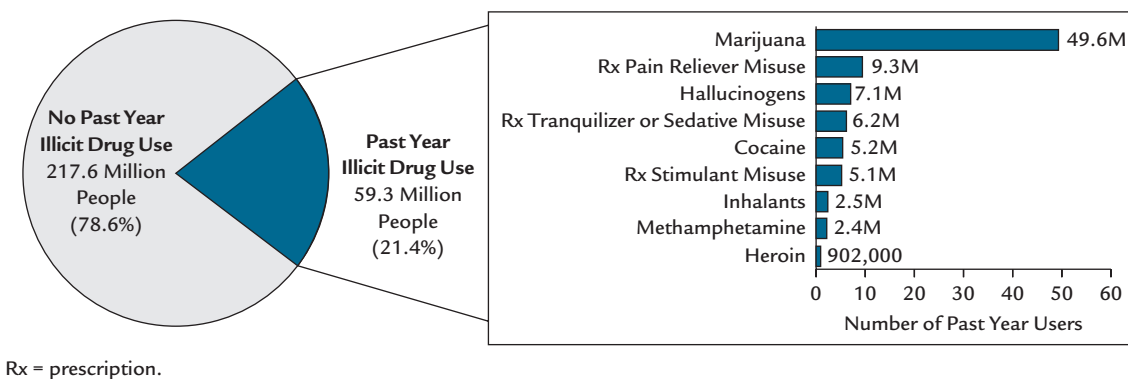 No Past Year
Illicit Drug Use
217.6 Million
People
(78.6%)
Past Year
Illicit Drug Use
59.3 Million
People
(21.4%)
Marijuana 49.6M
Rx Pain Reliever Misuse 9.3M
Hallucinogens 7.1M
Rx Tranquilizer or Sedative Misuse 6.2M
Cocaine 5.2M
Rx Stimulant Misuse 5.1M
Inhalants 2.5M
Methamphetamine 2.4M
Heroin 902,000
0 10 20 30 40 50 60
Number of Past Year Users
Rx = prescription.